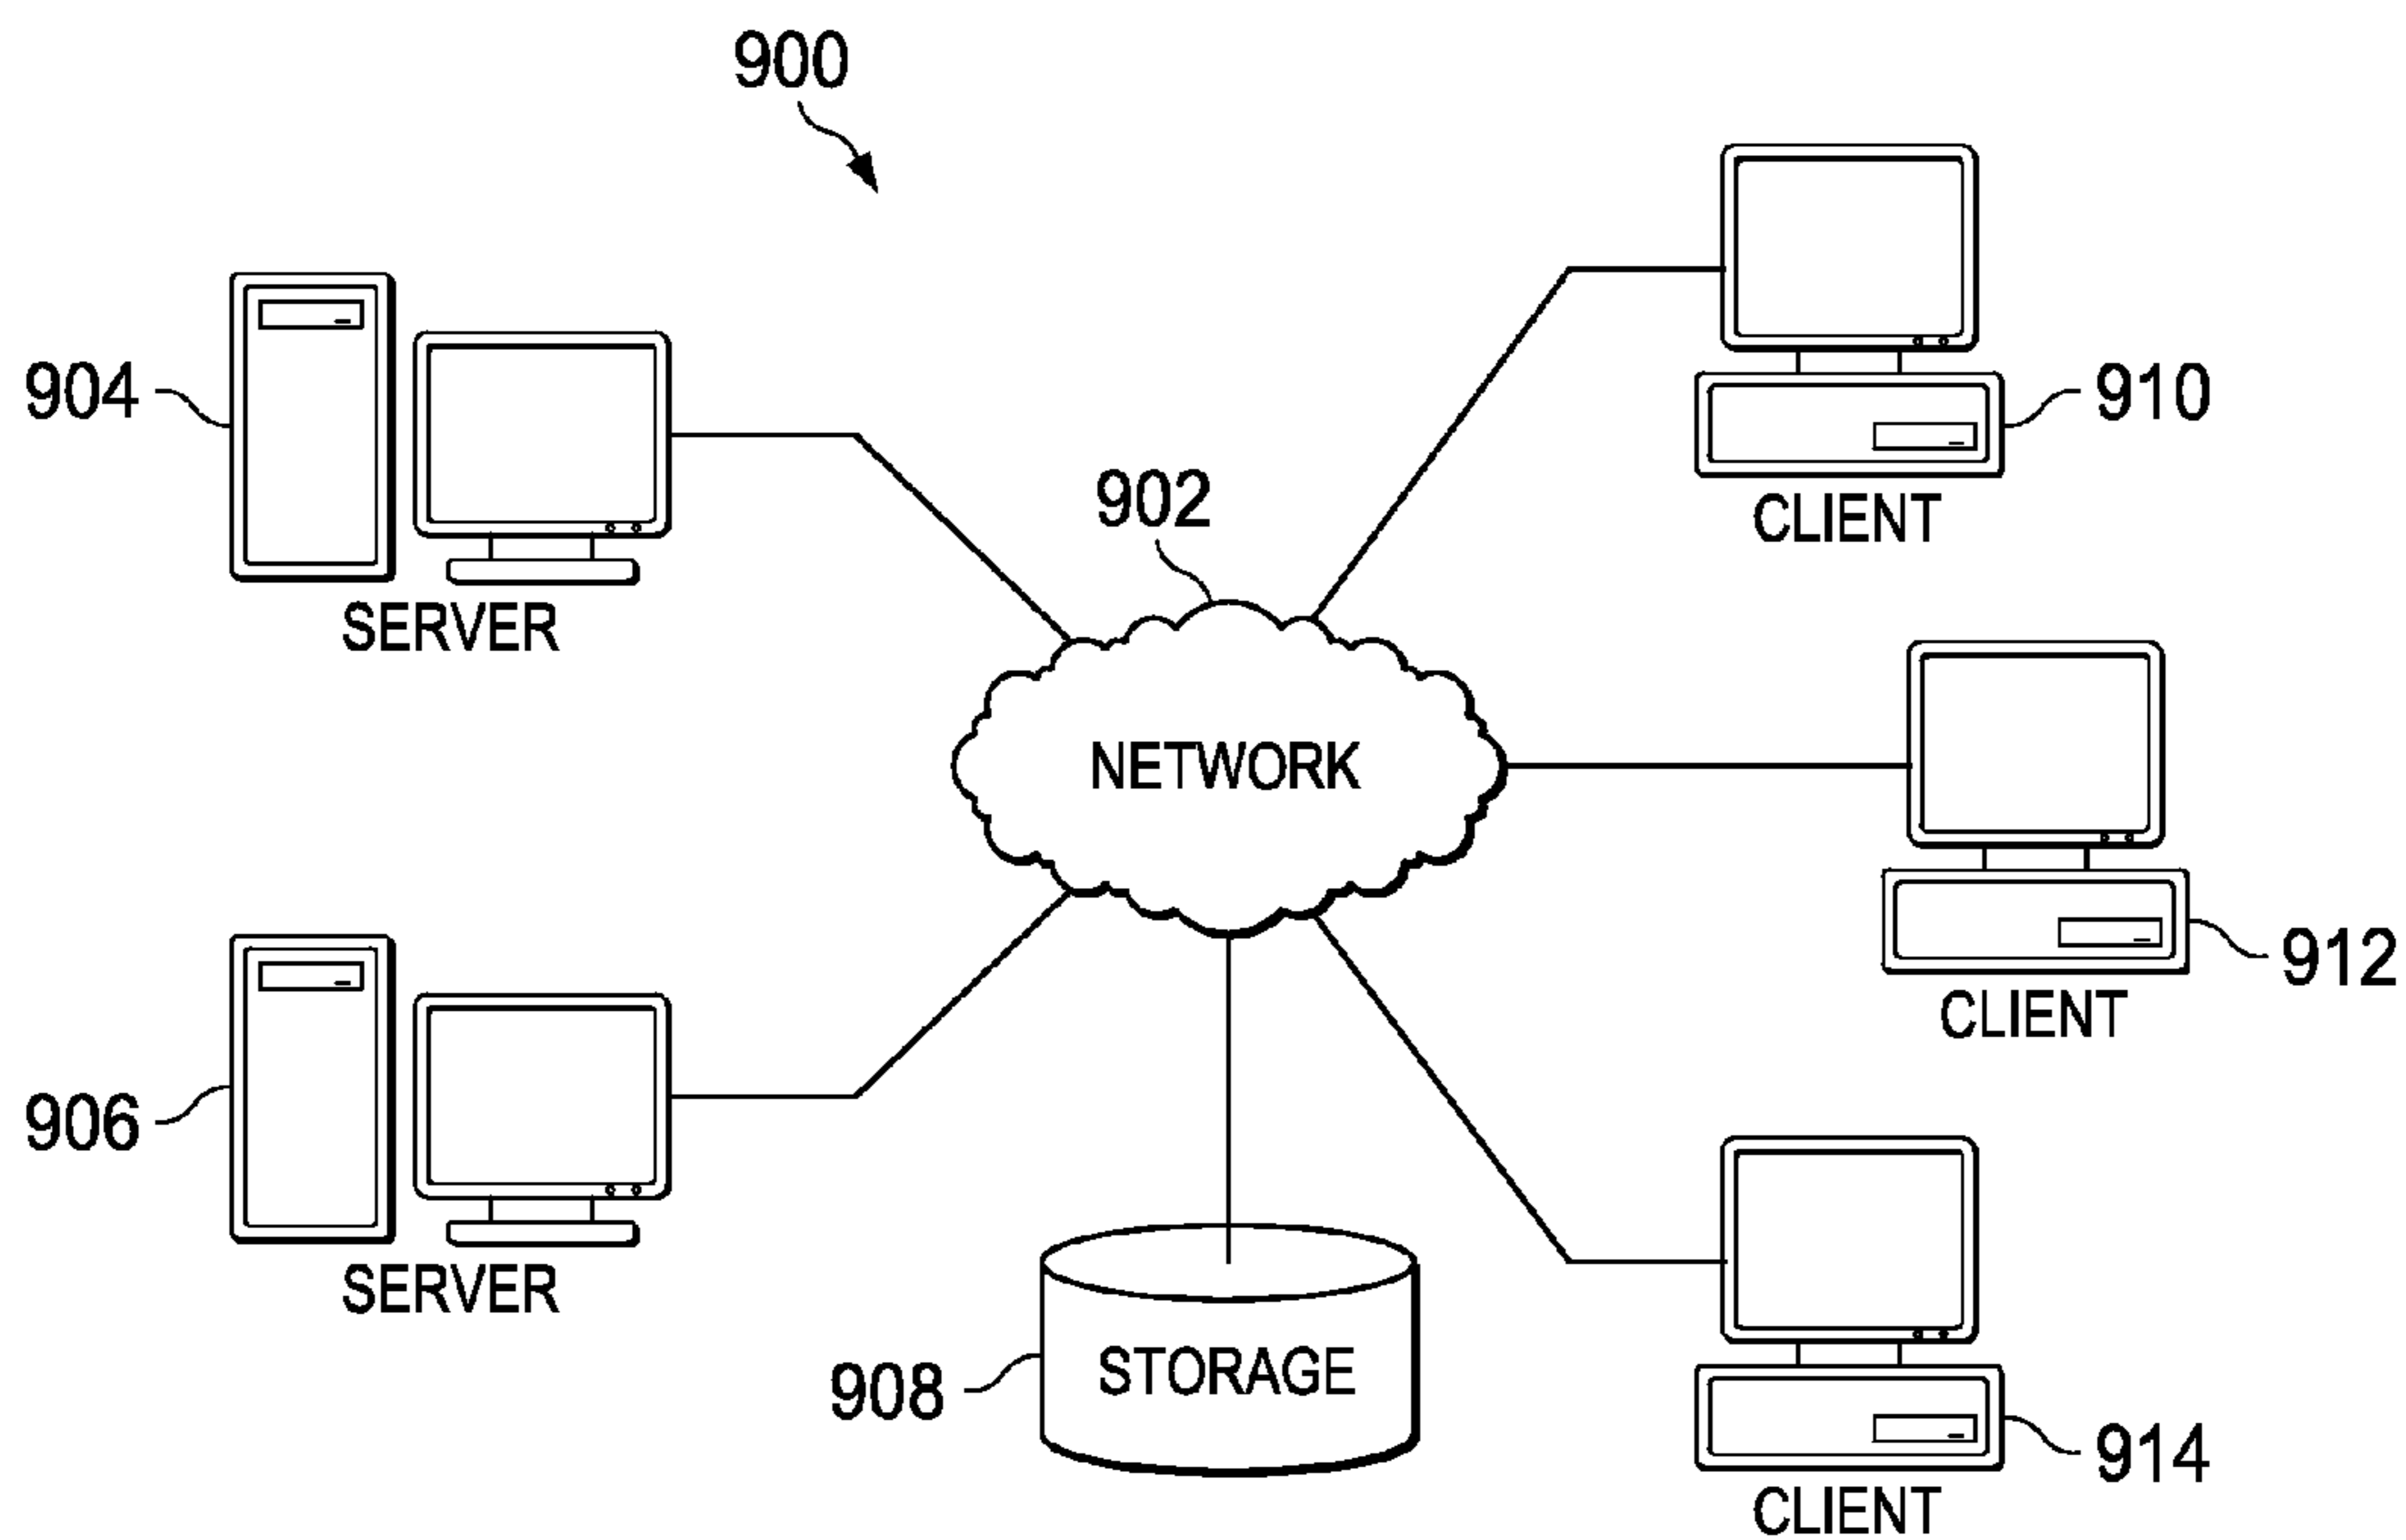 900
904
SERVER
910
CLIENT
902
NETWORK
912
CLIENT
906
SERVER
908
STORAGE
914
CLIENT